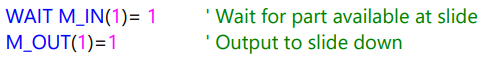 WAIT M_IN(1)= 1 ' Wait for part available at slide
M_OUT(1)=1 ' Output to slide down